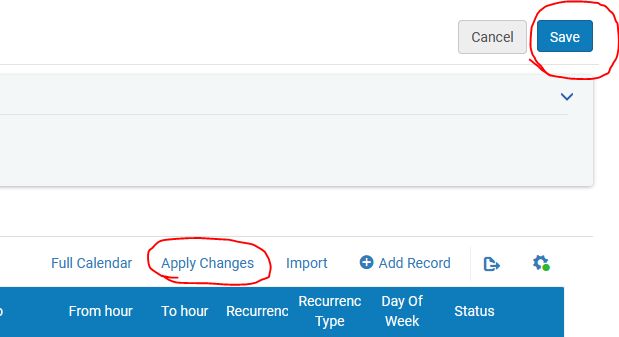 Cancel Save
Full Calendar Apply Changes Import Add Record
o From hour To hour Recurrenc Recurrenc Type Day Of Week Status